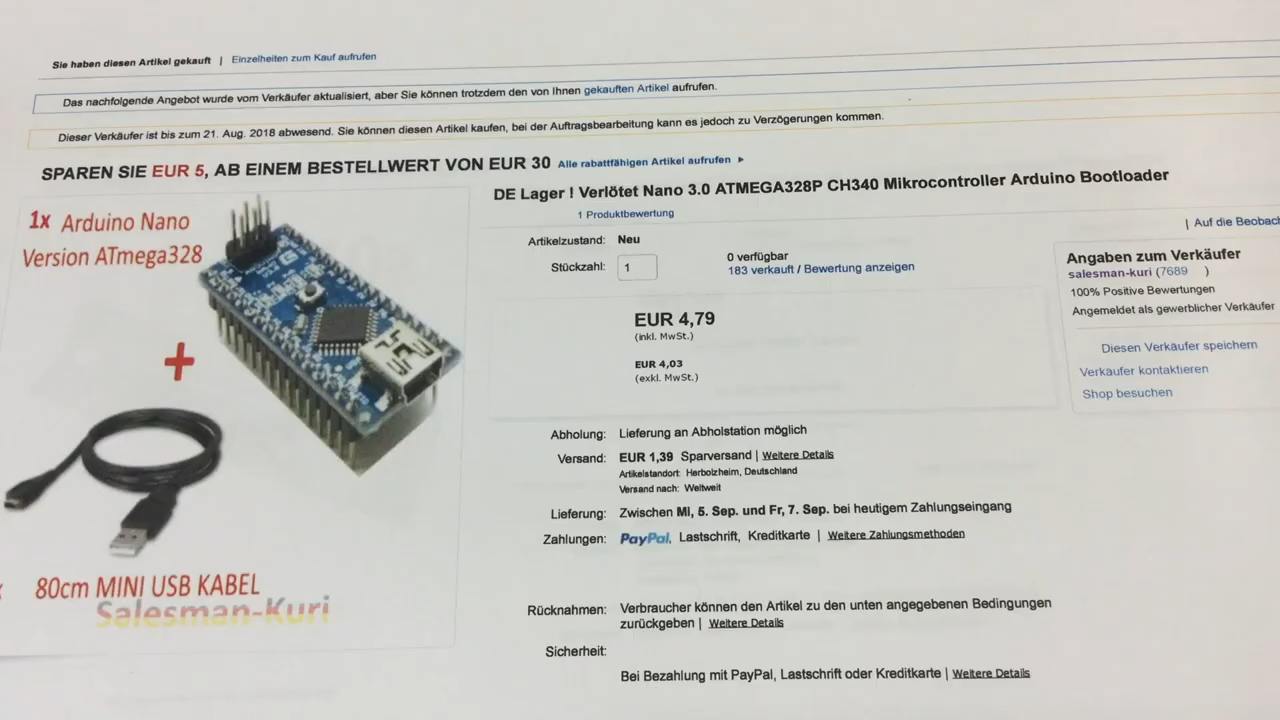 Sie haben diesen Artikel gekauft | Einzelheiten zum Kauf aufrufen
Das nachfolgende Angebot wurde vom Verkäufer aktualisiert, aber Sie können trotzdem den von Ihnen gekauften Artikel aufrufen.
Dieser Verkäufer ist bis zum 21. Aug. 2018 abwesend. Sie können diesen Artikel kaufen, bei der Auftragsbearbeitung kann es jedoch zu Verzögerungen kommen.
SPAREN SIE EUR 5, AB EINEM BESTELLWERT VON EUR 30 Alle rabattfähigen Artikel aufrufen
1x Arduino Nano
Version ATmega328
+
80cm MINI USB KABEL
Salesman-Kuri
DE Lager ! Verlötet Nano 3.0 ATMEGA328P CH340 Mikrocontroller Arduino Bootloader
1 Produktbewertung
Artikelzustand: Neu
Stückzahl: 1
0 verfügbar
183 verkauft / Bewertung anzeigen
EUR 4,79
(inkl. MwSt.)
EUR 4,03
(exkl. MwSt.)
Abholung: Lieferung an Abholstation möglich
Versand: EUR 1,39 Sparversand | Weitere Details
Artikelstandort: Herbolzheim, Deutschland
Versand nach: Weltweit
Lieferung: Zwischen Mi, 5. Sep. und Fr, 7. Sep. bei heutigem Zahlungseingang
Zahlungen: PayPal, Lastschrift, Kreditkarte | Weitere Zahlungsmethoden
Rücknahmen: Verbraucher können den Artikel zu den unten angegebenen Bedingungen
zurückgeben | Weitere Details
Sicherheit:
Bei Bezahlung mit PayPal, Lastschrift oder Kreditkarte | Weitere Details
| Auf die Beobach
Angaben zum Verkäufer
salesman-kuri (7689 )
100% Positive Bewertungen
Angemeldet als gewerblicher Verkäufer
Diesen Verkäufer speichern
Verkäufer kontaktieren
Shop besuchen